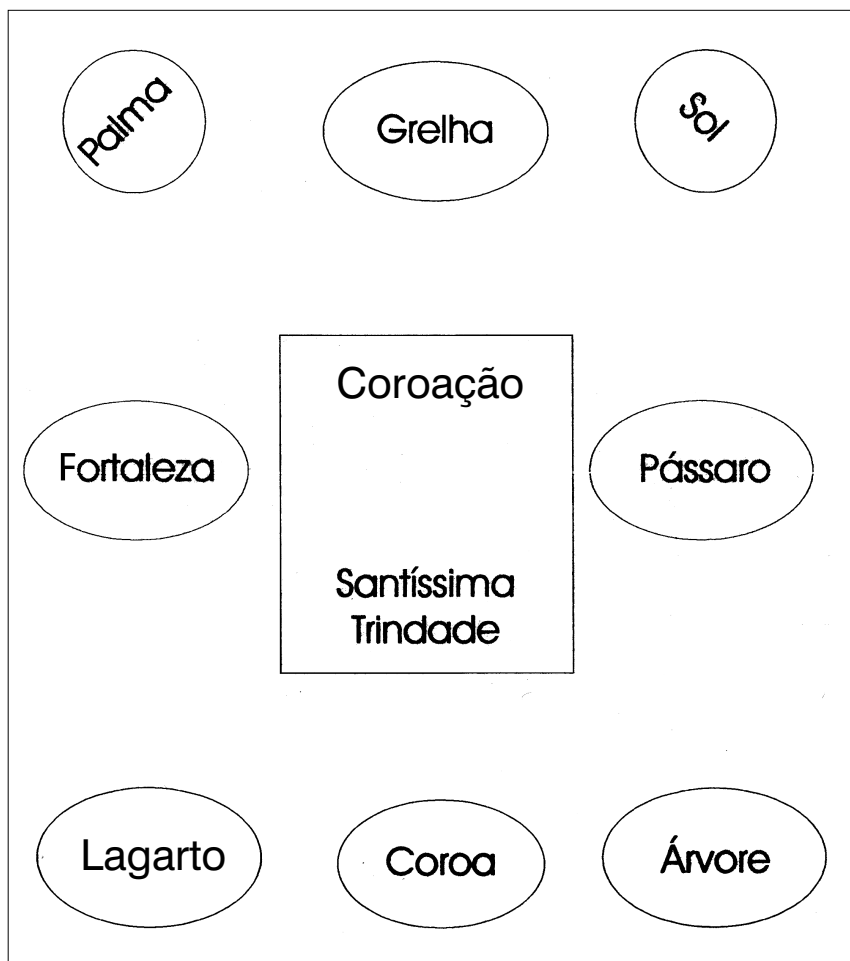 Palma
Grelha
Sol
Coroação
Fortaleza
Pássaro
Santíssima
Trindade
Lagarto
Coroa
Árvore